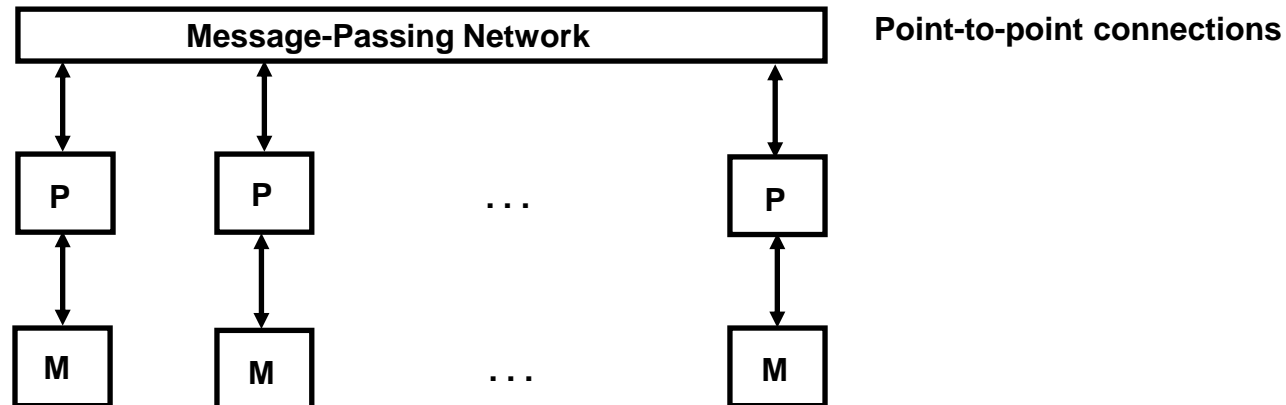 Message-Passing Network
Point-to-point connections
P P . . . P
M M . . . M